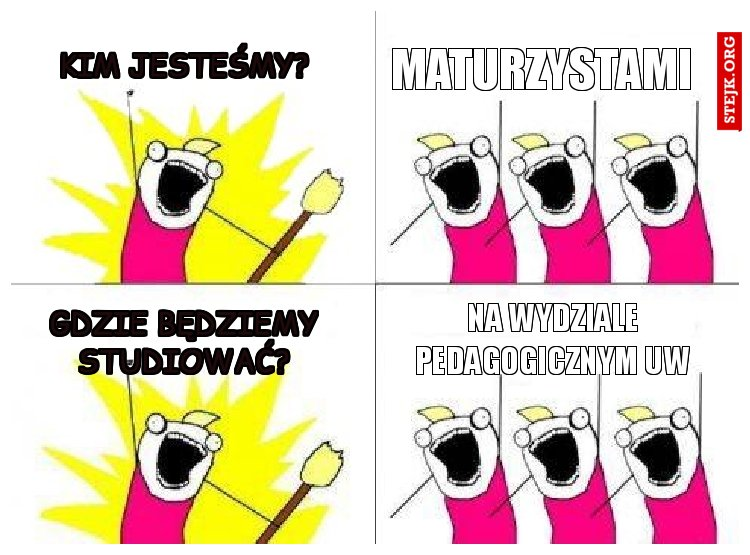 KIM JESTEŚMY?
MATURZYSTAMI
STEJK.ORG
GDZIE BĘDZIEMY
STUDIOWAĆ?
NA WYDZIALE
PEDAGOGICZNYM UW